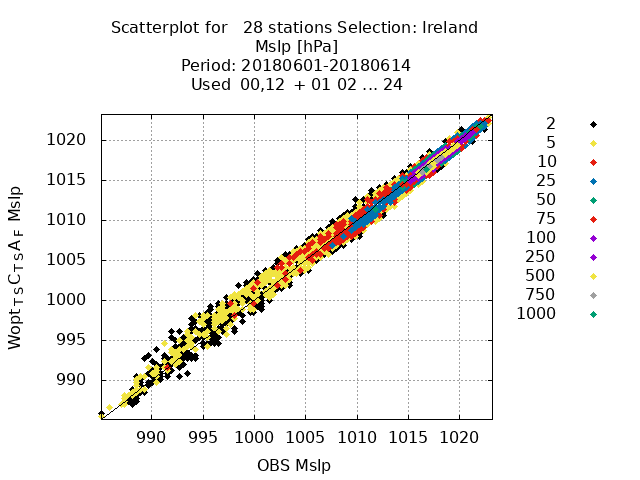 Scatterplot for   28 stations Selection: Ireland
Mslp [hPa]
Period: 20180601-20180614
Used  00,12  + 01 02 ... 24
1020
1015
1010
1005
1000
995
990
990 995 1000 1005 1010 1015 1020
Wopt_TS C_TS A_F Mslp
OBS Mslp
2
5
10
25
50
75
100
250
500
750
1000